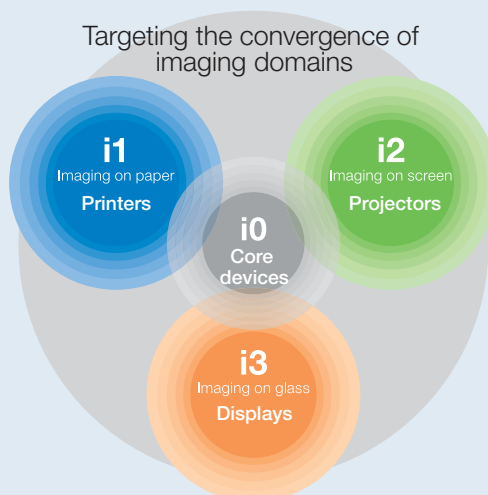 Targeting the convergence of
imaging domains
i1
Imaging on paper
Printers
i2
Imaging on screen
Projectors
i0
Core
devices
i3
Imaging on glass
Displays